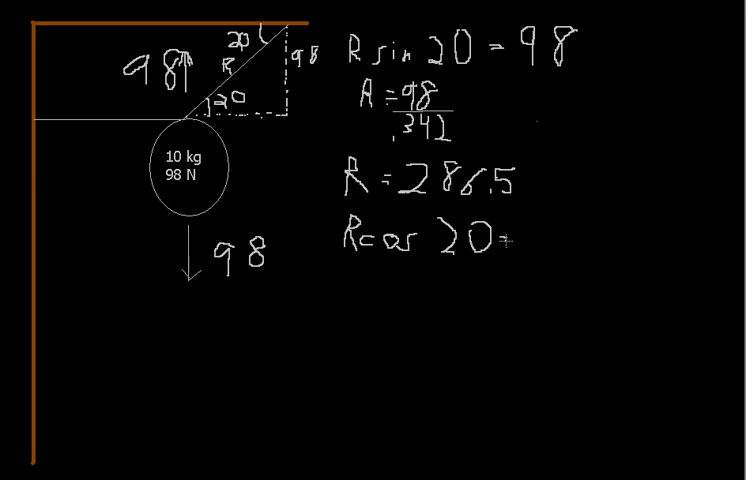 20
98
R
98
20
10 kg
98 N
98
R sin 20 = 98
A = 98
.342
R = 286.5
R cos 20 =